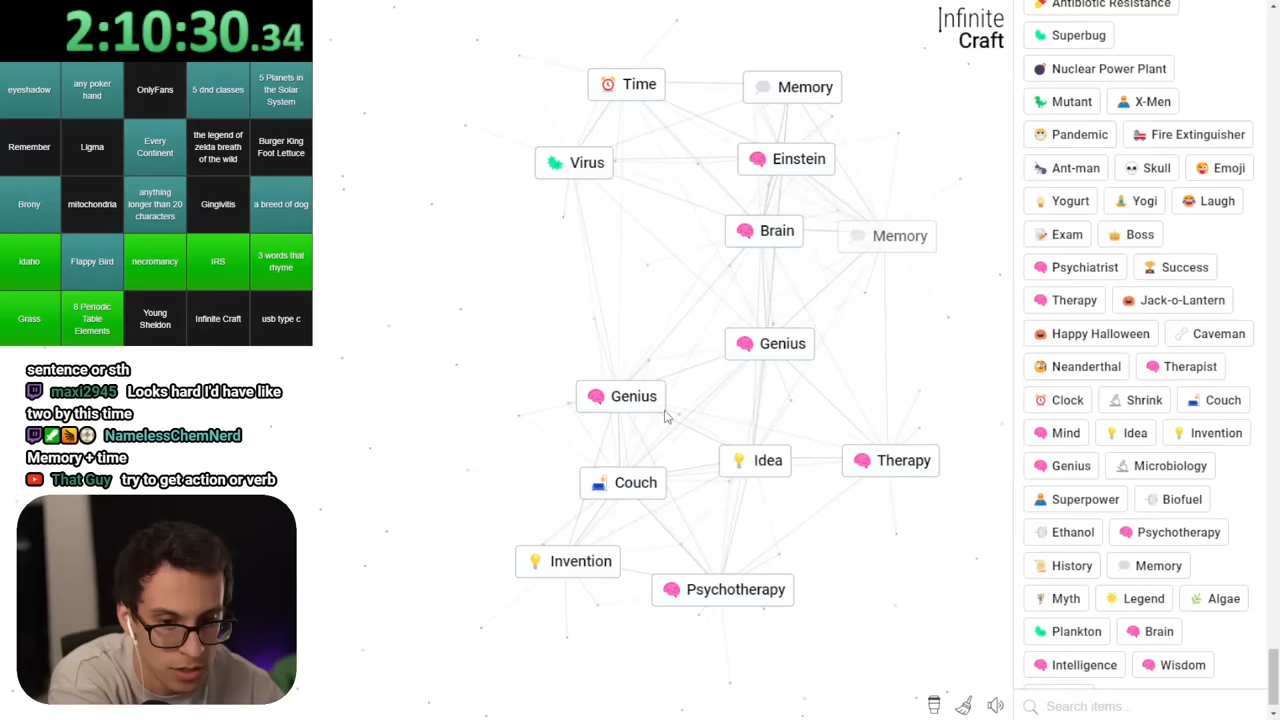 2:10:30.34
eyeshadow
any poker
hand
OnlyFans
5 dnd classes
5 Planets in
the Solar
System
Remember
Ligma
Every
Continent
the legend of
zelda breath
of the wild
Burger King
Foot Lettuce
Brony
mitochondria
anything
longer than 20
characters
Gingivitis
a breed of dog
idaho
Flappy Bird
necromancy
IRS
3 words that
rhyme
Grass
8 Periodic
Table
Elements
Young
Sheldon
Infinite Craft
usb type c
sentence or sth
maxi2945 Looks hard I'd have like
two by this time
NamelessChemNerd
Memory + time
That Guy try to get action or verb
Infinite
Craft
Time
Memory
Virus
Einstein
Brain
Memory
Genius
Genius
Idea
Therapy
Couch
Invention
Psychotherapy
Antibiotic Resistance
Superbug
Nuclear Power Plant
Mutant
X-Men
Pandemic
Fire Extinguisher
Ant-man
Skull
Emoji
Yogurt
Yogi
Laugh
Exam
Boss
Psychiatrist
Success
Therapy
Jack-o-Lantern
Happy Halloween
Caveman
Neanderthal
Therapist
Clock
Shrink
Couch
Mind
Idea
Invention
Genius
Microbiology
Superpower
Biofuel
Ethanol
Psychotherapy
History
Memory
Myth
Legend
Algae
Plankton
Brain
Intelligence
Wisdom
Search items...